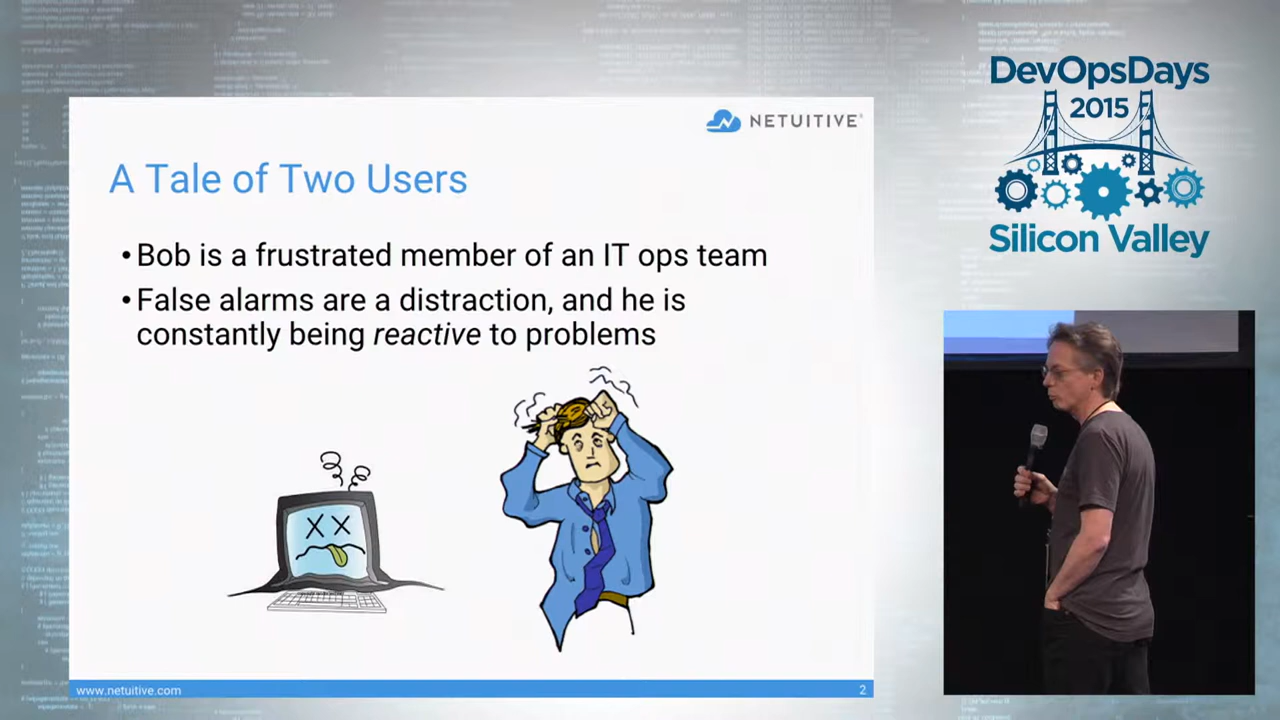 NETUITIVE
A Tale of Two Users
•Bob is a frustrated member of an IT ops team
•False alarms are a distraction, and he is
constantly being reactive to problems
www.netuitive.com
2
DevOpsDays
2015
Silicon Valley